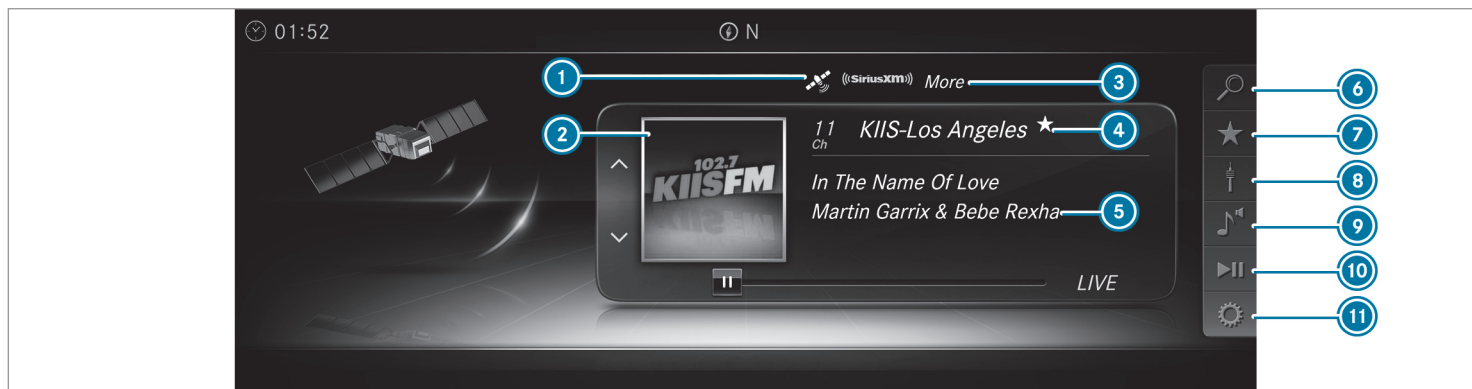 01:52
N
1
((SiriusXM))
More
3
6
2
102.7
KIISFM
11
Ch
KIIS-Los Angeles
4
7
In The Name Of Love
8
Martin Garrix & Bebe Rexha
5
9
LIVE
10
11